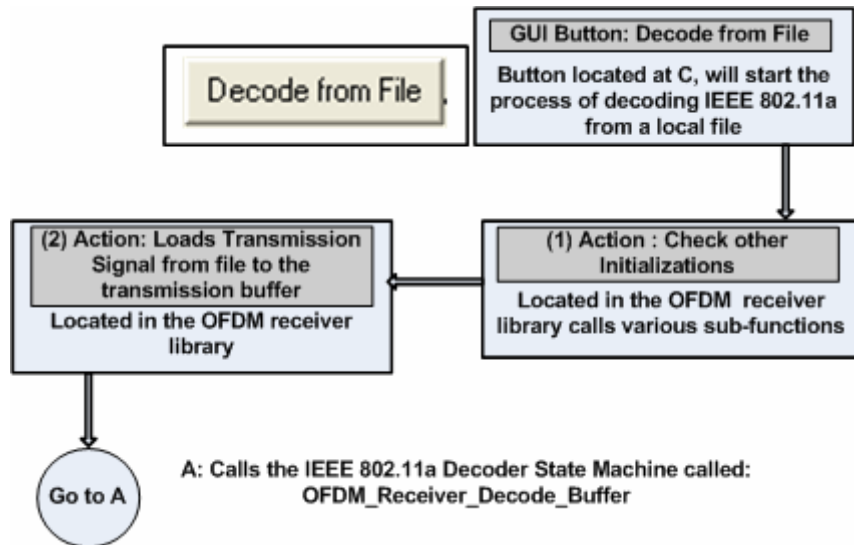 GUI Button: Decode from File
Button located at C, will start the
process of decoding IEEE 802.11a
from a local file
Decode from File
(1) Action : Check other
Initializations
Located in the OFDM receiver
library calls various sub-functions
(2) Action: Loads Transmission
Signal from file to the
transmission buffer
Located in the OFDM receiver
library
Go to A
A: Calls the IEEE 802.11a Decoder State Machine called:
OFDM_Receiver_Decode_Buffer